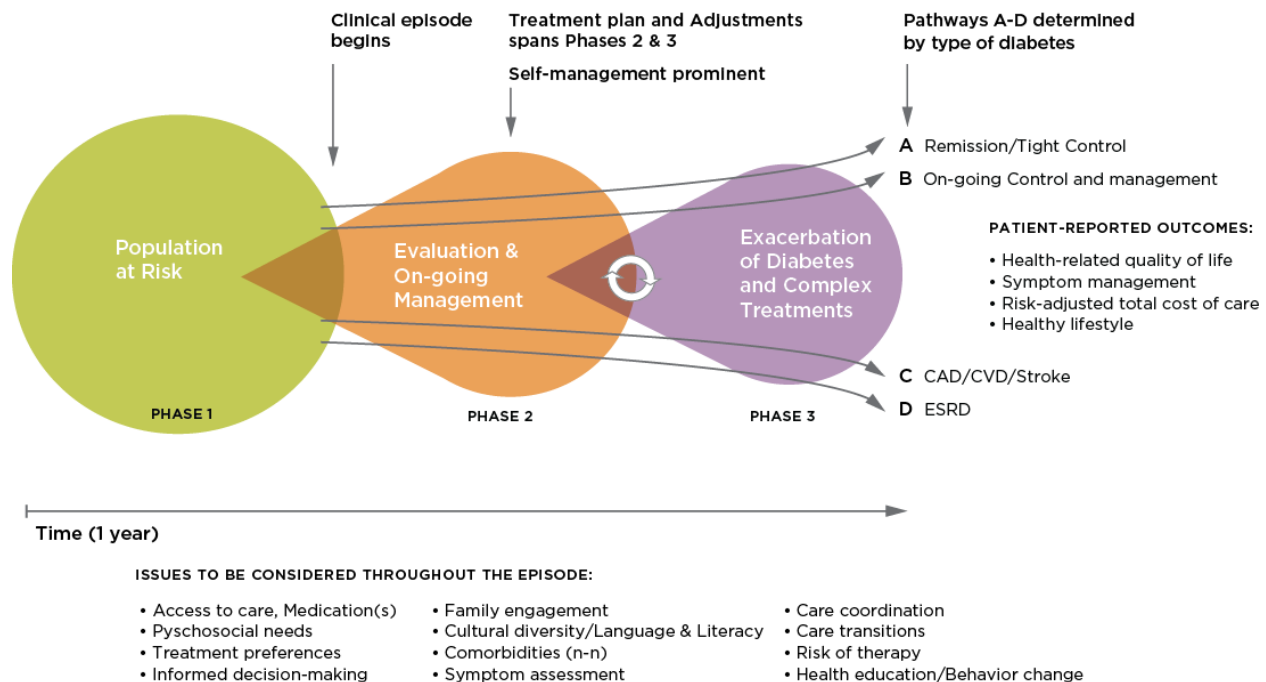 Clinical episode
begins
Treatment plan and Adjustments
spans Phases 2 & 3
Self-management prominent
Pathways A-D determined
by type of diabetes
A Remission/Tight Control
B On-going Control and management
Population
at Risk
Evaluation &
On-going
Management
Exacerbation
of Diabetes
and Complex
Treatments
PATIENT-REPORTED OUTCOMES:
• Health-related quality of life
• Symptom management
• Risk-adjusted total cost of care
• Healthy lifestyle
C CAD/CVD/Stroke
D ESRD
PHASE 1
PHASE 2
PHASE 3
Time (1 year)
ISSUES TO BE CONSIDERED THROUGHOUT THE EPISODE:
• Access to care, Medication(s)
• Pyschosocial needs
• Treatment preferences
• Informed decision-making
• Family engagement
• Cultural diversity/Language & Literacy
• Comorbidities (n-n)
• Symptom assessment
• Care coordination
• Care transitions
• Risk of therapy
• Health education/Behavior change